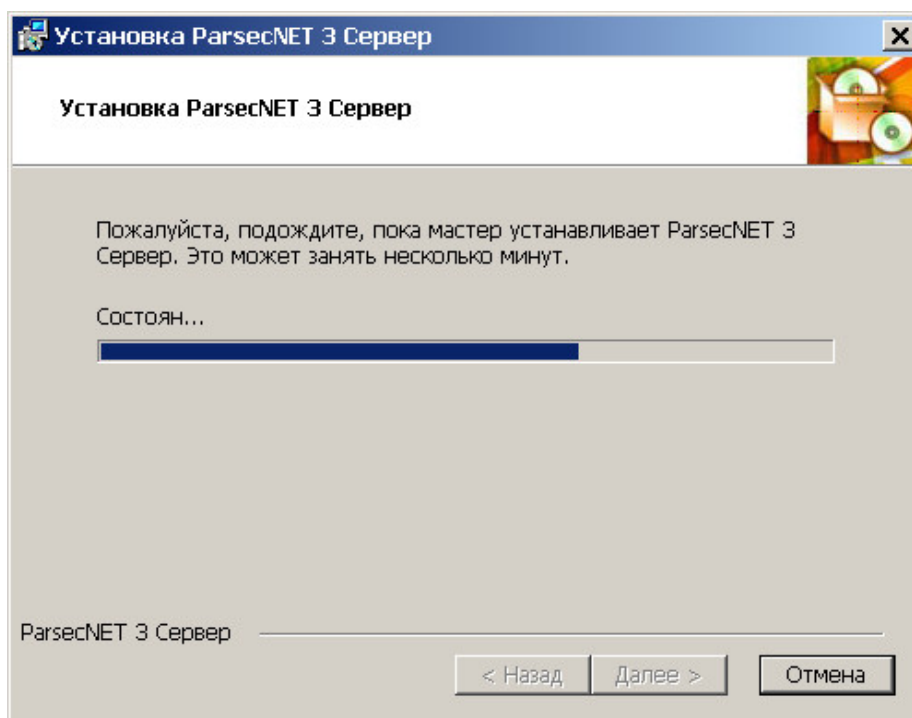 Установка ParsecNET 3 Сервер
Установка ParsecNET 3 Сервер
Пожалуйста, подождите, пока мастер устанавливает ParsecNET 3
Сервер. Это может занять несколько минут.
Состоян...
ParsecNET 3 Сервер
< Назад
Далее >
Отмена